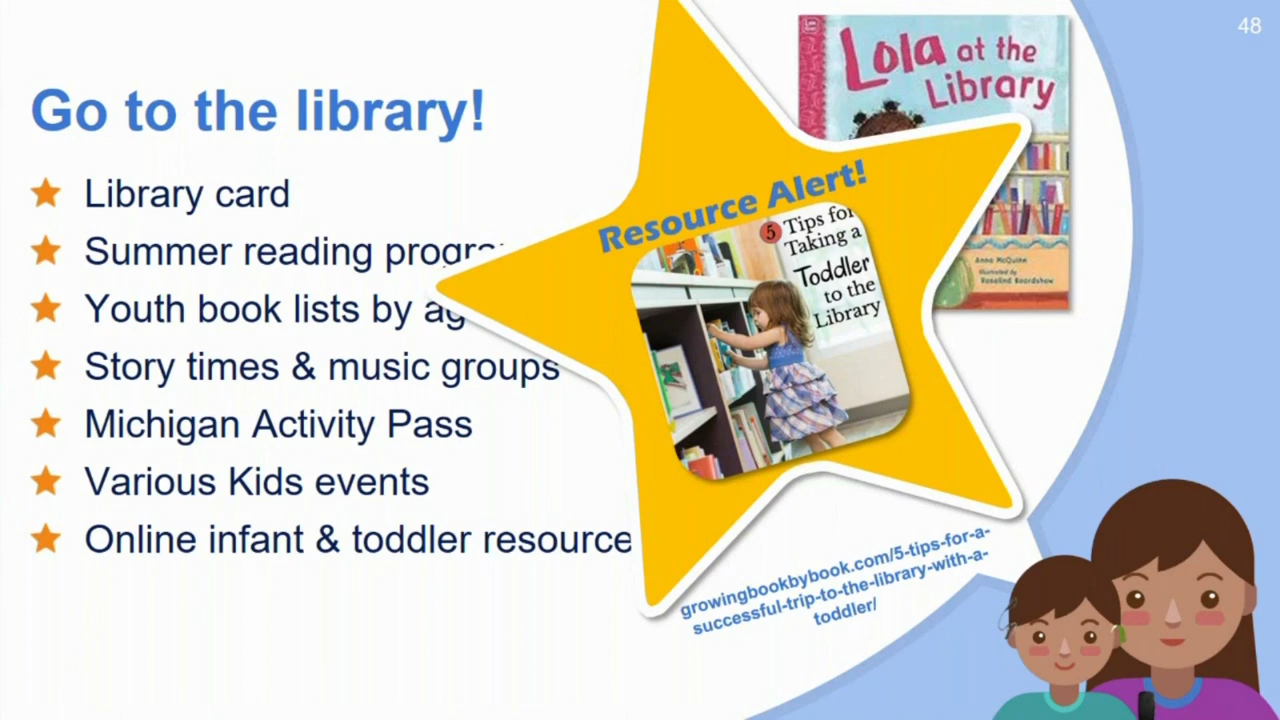 48
Go to the library!
Library card
Summer reading progra
Youth book lists by ag
Story times & music groups
Michigan Activity Pass
Various Kids events
Online infant & toddler resource
Resource Alert!
5 Tips for
Taking a
Toddler
to the
Library
Lola at the
Library
Anna McQuinn
Illustrated by
Rosalind Beardshaw
growingbookbybook.com/5-tips-for-a-
successful-trip-to-the-library-with-a-
toddler/